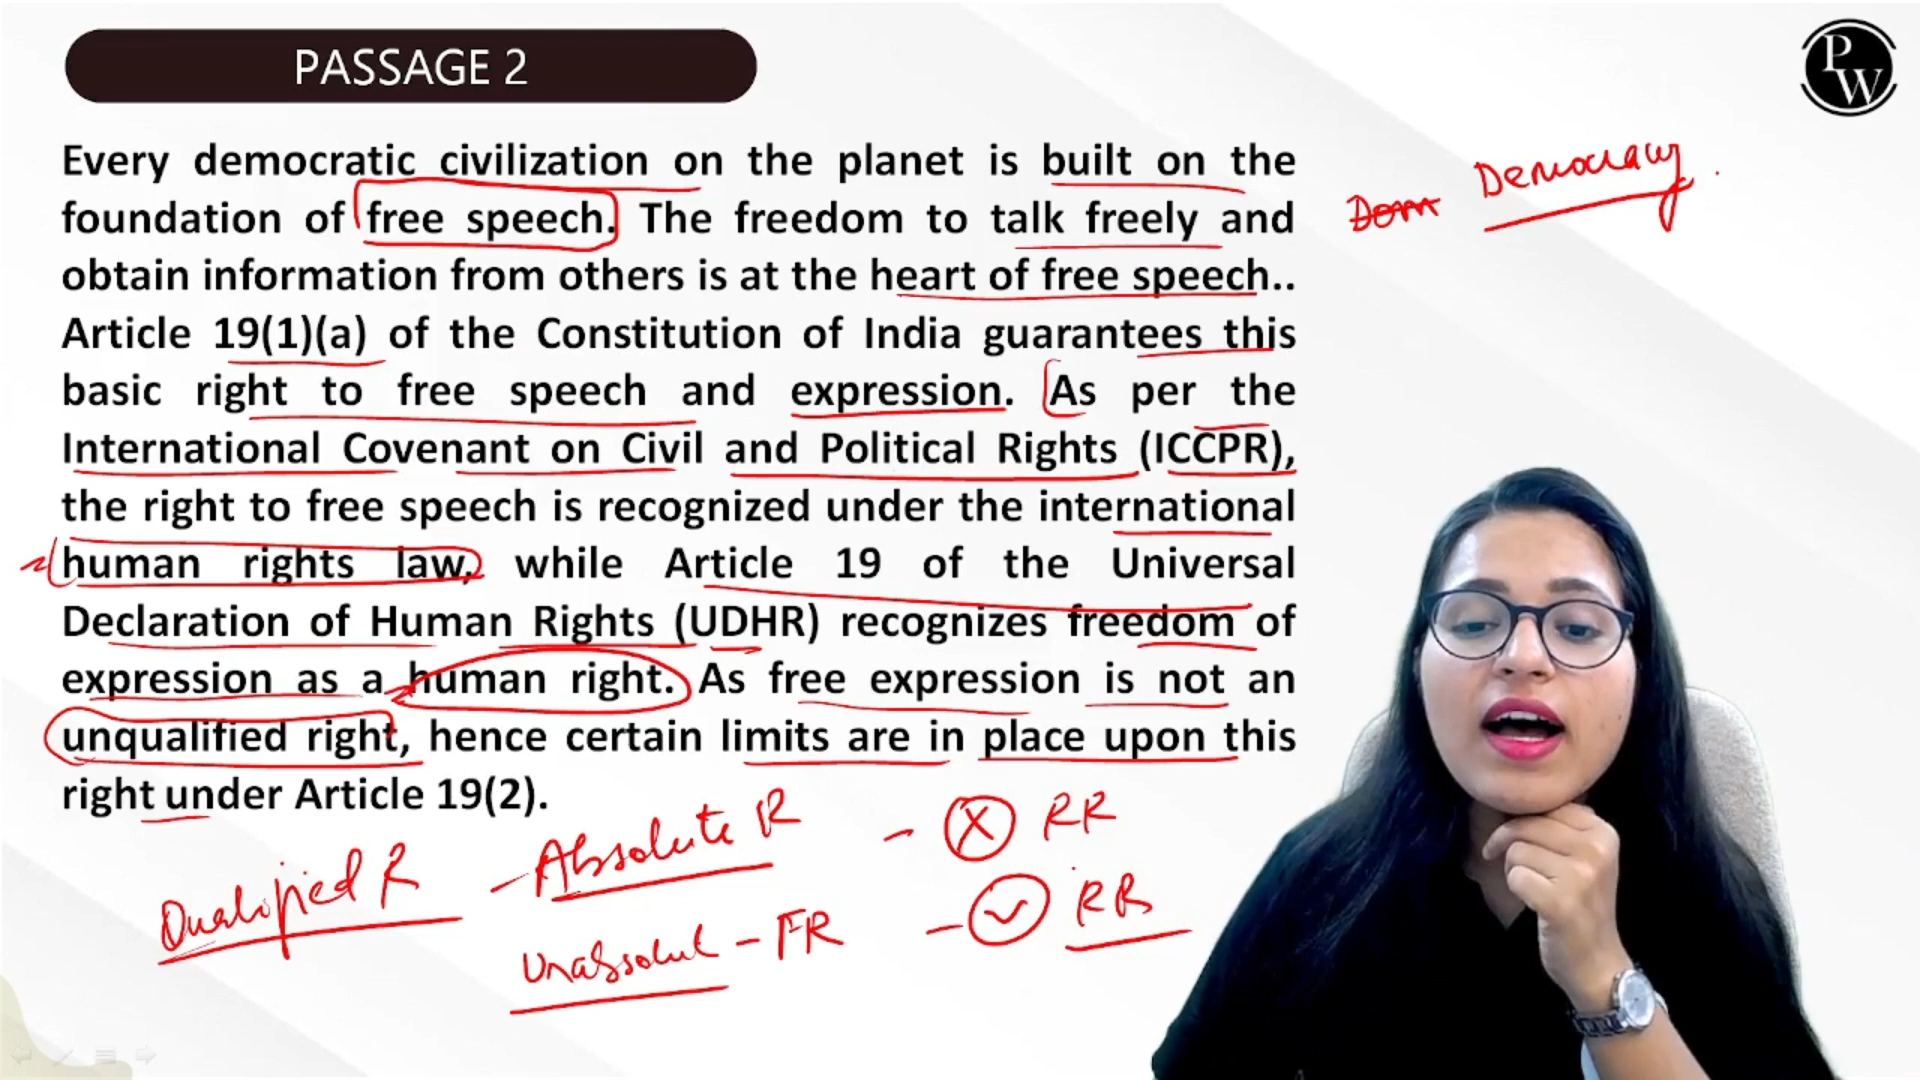 PASSAGE 2
PW
Every democratic civilization on the planet is built on the
foundation of free speech. The freedom to talk freely and
obtain information from others is at the heart of free speech..
Article 19(1)(a) of the Constitution of India guarantees this
basic right to free speech and expression. As per the
International Covenant on Civil and Political Rights (ICCPR),
the right to free speech is recognized under the international
human rights law, while Article 19 of the Universal
Declaration of Human Rights (UDHR) recognizes freedom of
expression as a human right. As free expression is not an
unqualified right, hence certain limits are in place upon this
right under Article 19(2).
Dom Democracy.
Qualified R - Absolute R - X RR
Unabsolul - FR - RR